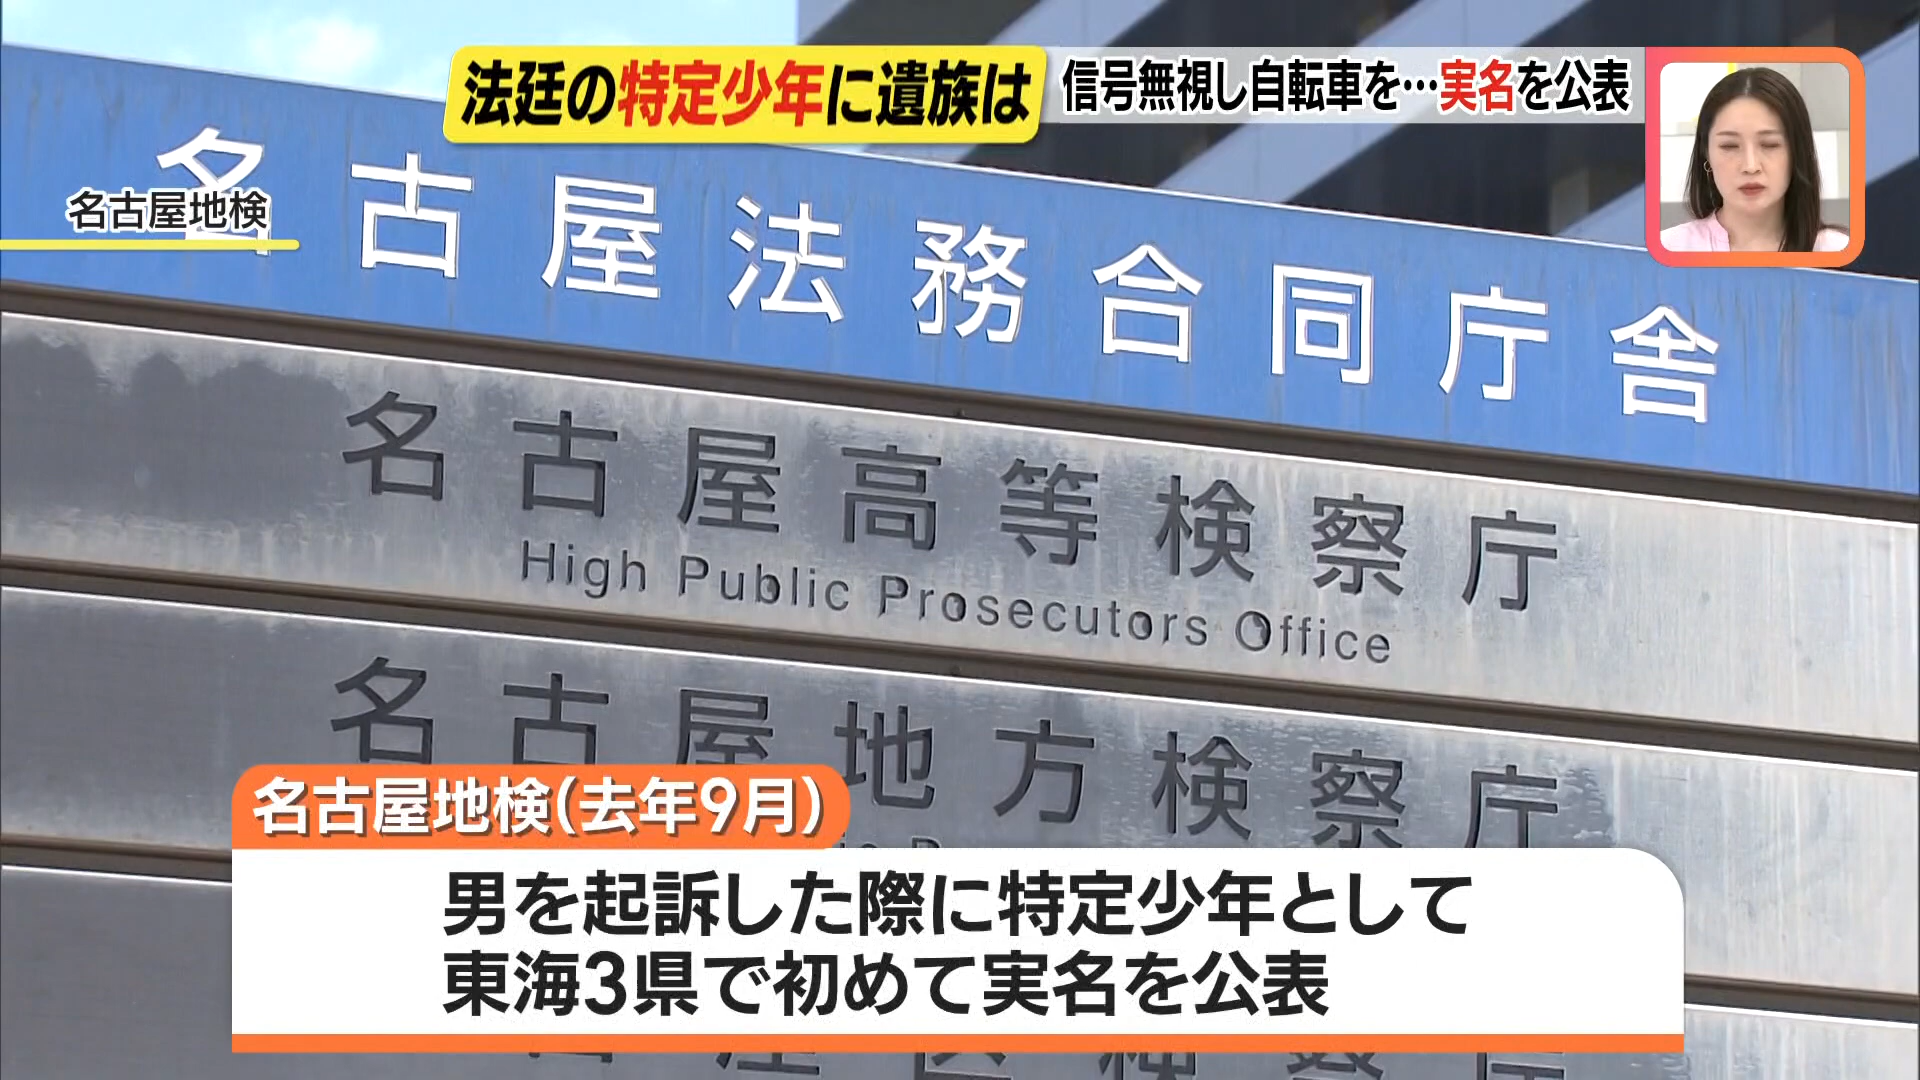 法廷の特定少年に遺族は
信号無視し自転車を…実名を公表
名古屋地検
名古屋法務合同庁舎
名古屋高等検察庁
High Public Prosecutors Office
名古屋地方検察庁
名古屋地検(去年9月)
男を起訴した際に特定少年として
東海3県で初めて実名を公表